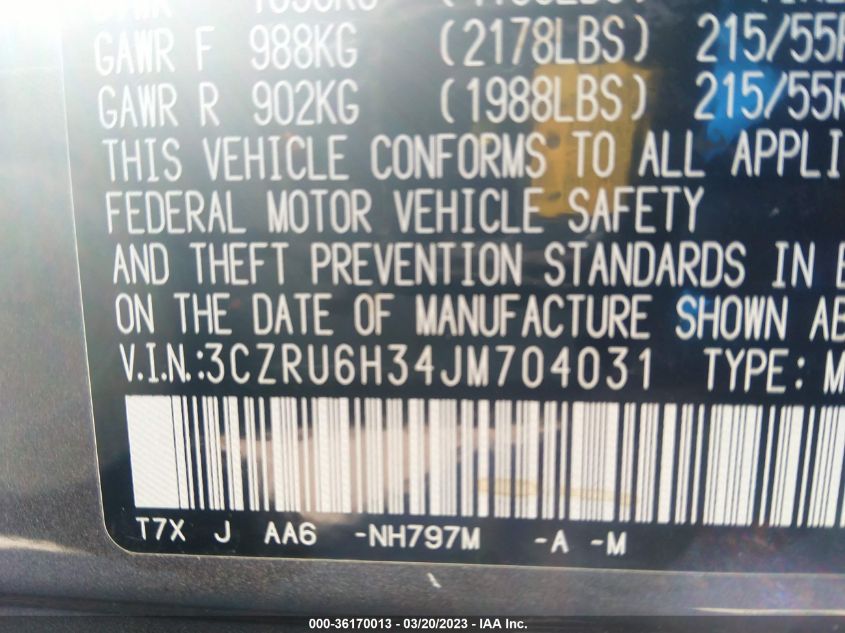 GAWR F 988KG (2178LBS) 215/55R
GAWR R 902KG (1988LBS) 215/55R
THIS VEHICLE CONFORMS TO ALL APPLI
FEDERAL MOTOR VEHICLE SAFETY
AND THEFT PREVENTION STANDARDS IN E
ON THE DATE OF MANUFACTURE SHOWN AB
V.I.N.:3CZRU6H34JM704031 TYPE:M
T7X J AA6 -NH797M -A -M
000-36170013 - 03/20/2023 - IAA Inc.